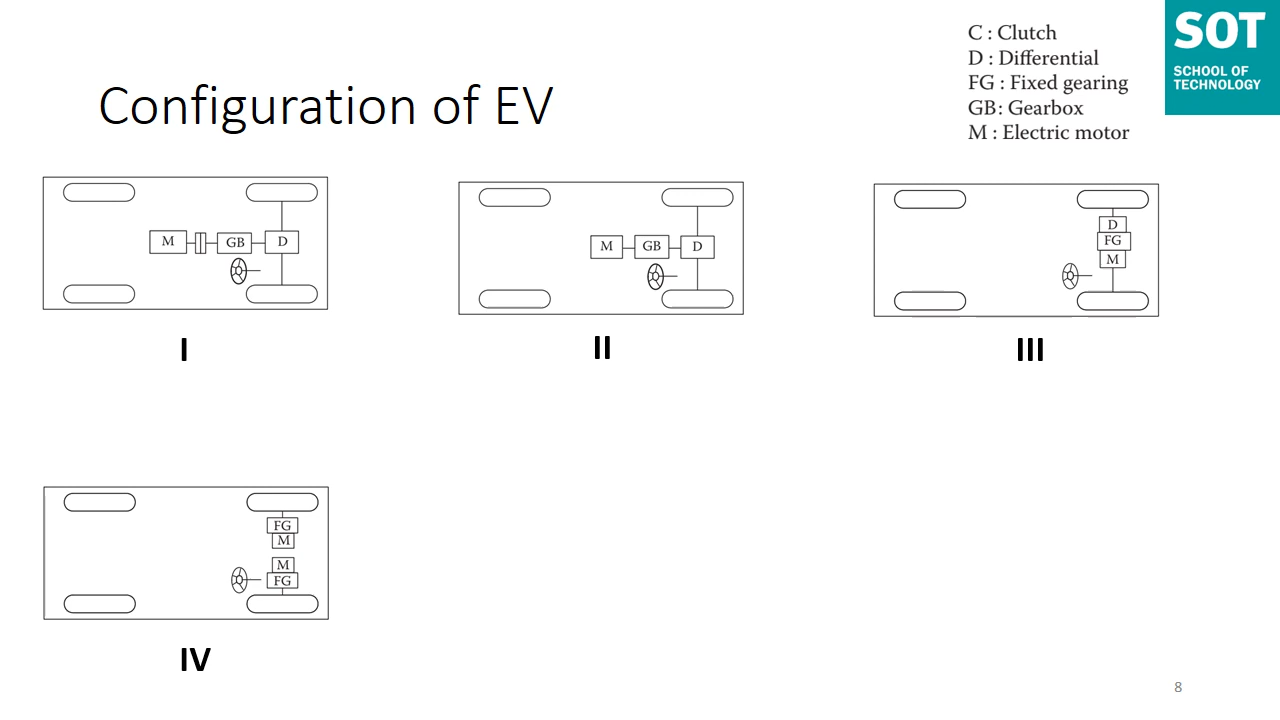 C : Clutch
D : Differential
FG : Fixed gearing
GB: Gearbox
M : Electric motor
SOT
SCHOOL OF
TECHNOLOGY
Configuration of EV
M GB D
I
M GB D
II
D
FG
M
III
FG
M
M
FG
IV
8